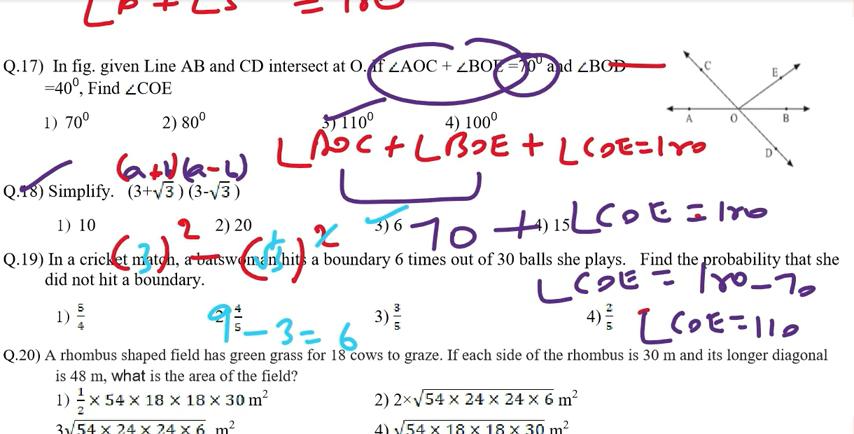 = 180
Q.17) In fig. given Line AB and CD intersect at O. If ∠AOC + ∠BOE =70⁰ and ∠BOD
=40⁰, Find ∠COE
1) 70⁰ 2) 80⁰ 3) 110⁰ 4) 100⁰
C E A O B D
∠AOC + ∠BOE + ∠COE=180
(a+b)(a-b)
Q.18) Simplify. (3+√3 ) (3-√3 )
1) 10 2) 20 3) 6 4) 15
70 + ∠COE = 180
(3)² - (√3)²
Q.19) In a cricket match, a batswoman hits a boundary 6 times out of 30 balls she plays. Find the probability that she
did not hit a boundary.
∠COE = 180-70
1) 5/4 2) 4/5 3) 3/5 4) 2/5
9 - 3 = 6
∠COE=110
Q.20) A rhombus shaped field has green grass for 18 cows to graze. If each side of the rhombus is 30 m and its longer diagonal
is 48 m, what is the area of the field?
1) 1/2 × 54 × 18 × 18 × 30 m² 2) 2×√54 × 24 × 24 × 6 m²
3√54 × 24 × 24 × 6 m² 4) √54 × 18 × 18 × 30 m²